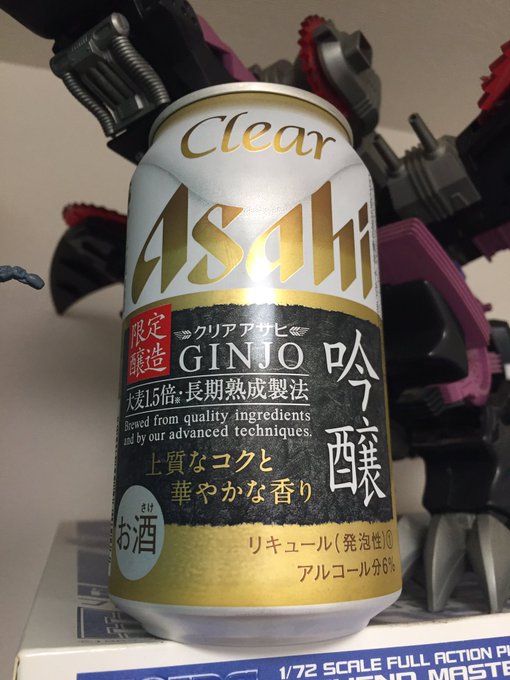 Clear
Asahi
限定
醸造
クリアアサヒ
GINJO
大麦1.5倍※・長期熟成製法
Brewed from quality ingredients
and by our advanced techniques.
吟醸
上質なコクと
華やかな香り
さけ
お酒
リキュール(発泡性)①
アルコール分6%
1/72 SCALE FULL ACTION